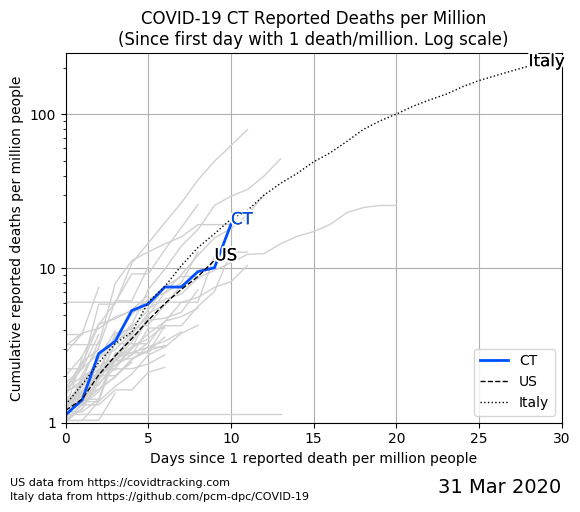 COVID-19 CT Reported Deaths per Million
(Since first day with 1 death/million. Log scale)
Cumulative reported deaths per million people
100
10
1
Italy
CT
US
CT
US
Italy
0 5 10 15 20 25 30
Days since 1 reported death per million people
US data from https://covidtracking.com
Italy data from https://github.com/pcm-dpc/COVID-19
31 Mar 2020